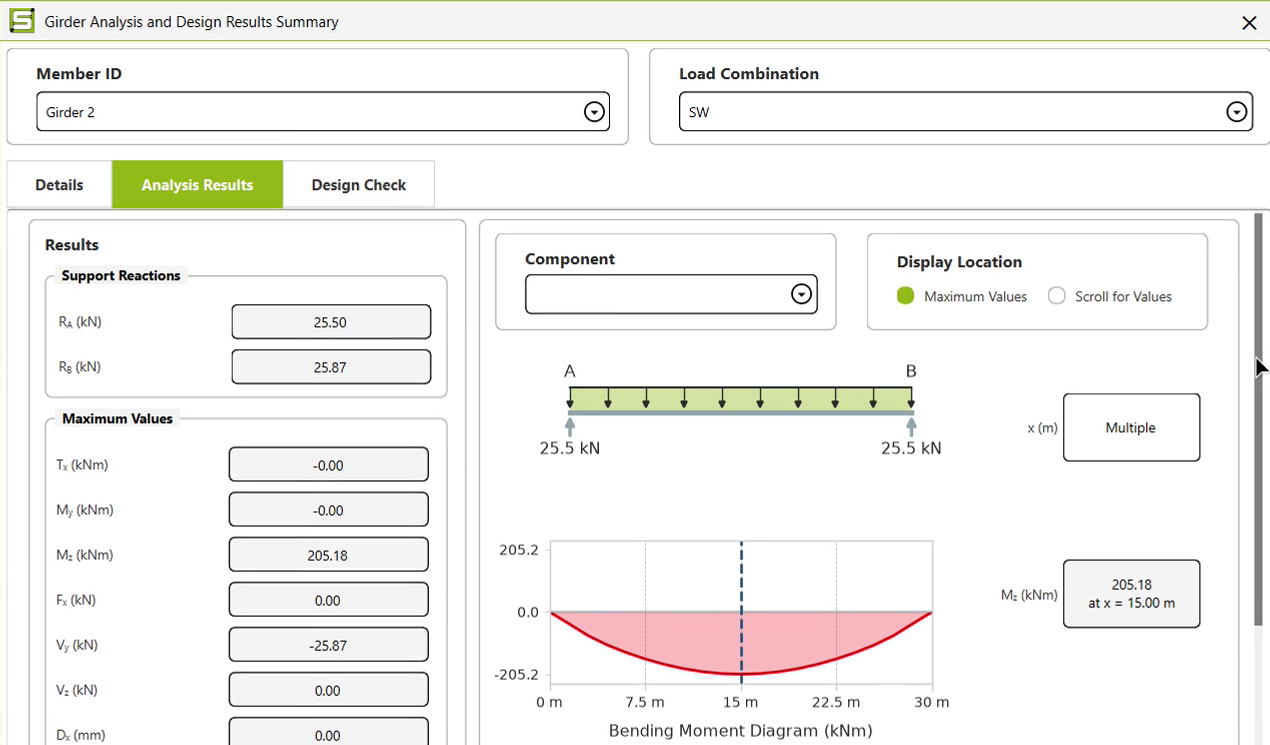 Girder Analysis and Design Results Summary
Member ID
Girder 2
Load Combination
SW
Details
Analysis Results
Design Check
Results
Support Reactions
RA (kN)
25.50
RB (kN)
25.87
Maximum Values
Tx (kNm)
-0.00
My (kNm)
-0.00
Mz (kNm)
205.18
Fx (kN)
0.00
Vy (kN)
-25.87
Vz (kN)
0.00
Dx (mm)
0.00
Component
Display Location
Maximum Values
Scroll for Values
A
B
25.5 kN
25.5 kN
x (m)
Multiple
205.2
0.0
-205.2
0 m
7.5 m
15 m
22.5 m
30 m
Bending Moment Diagram (kNm)
Mz (kNm)
205.18
at x = 15.00 m